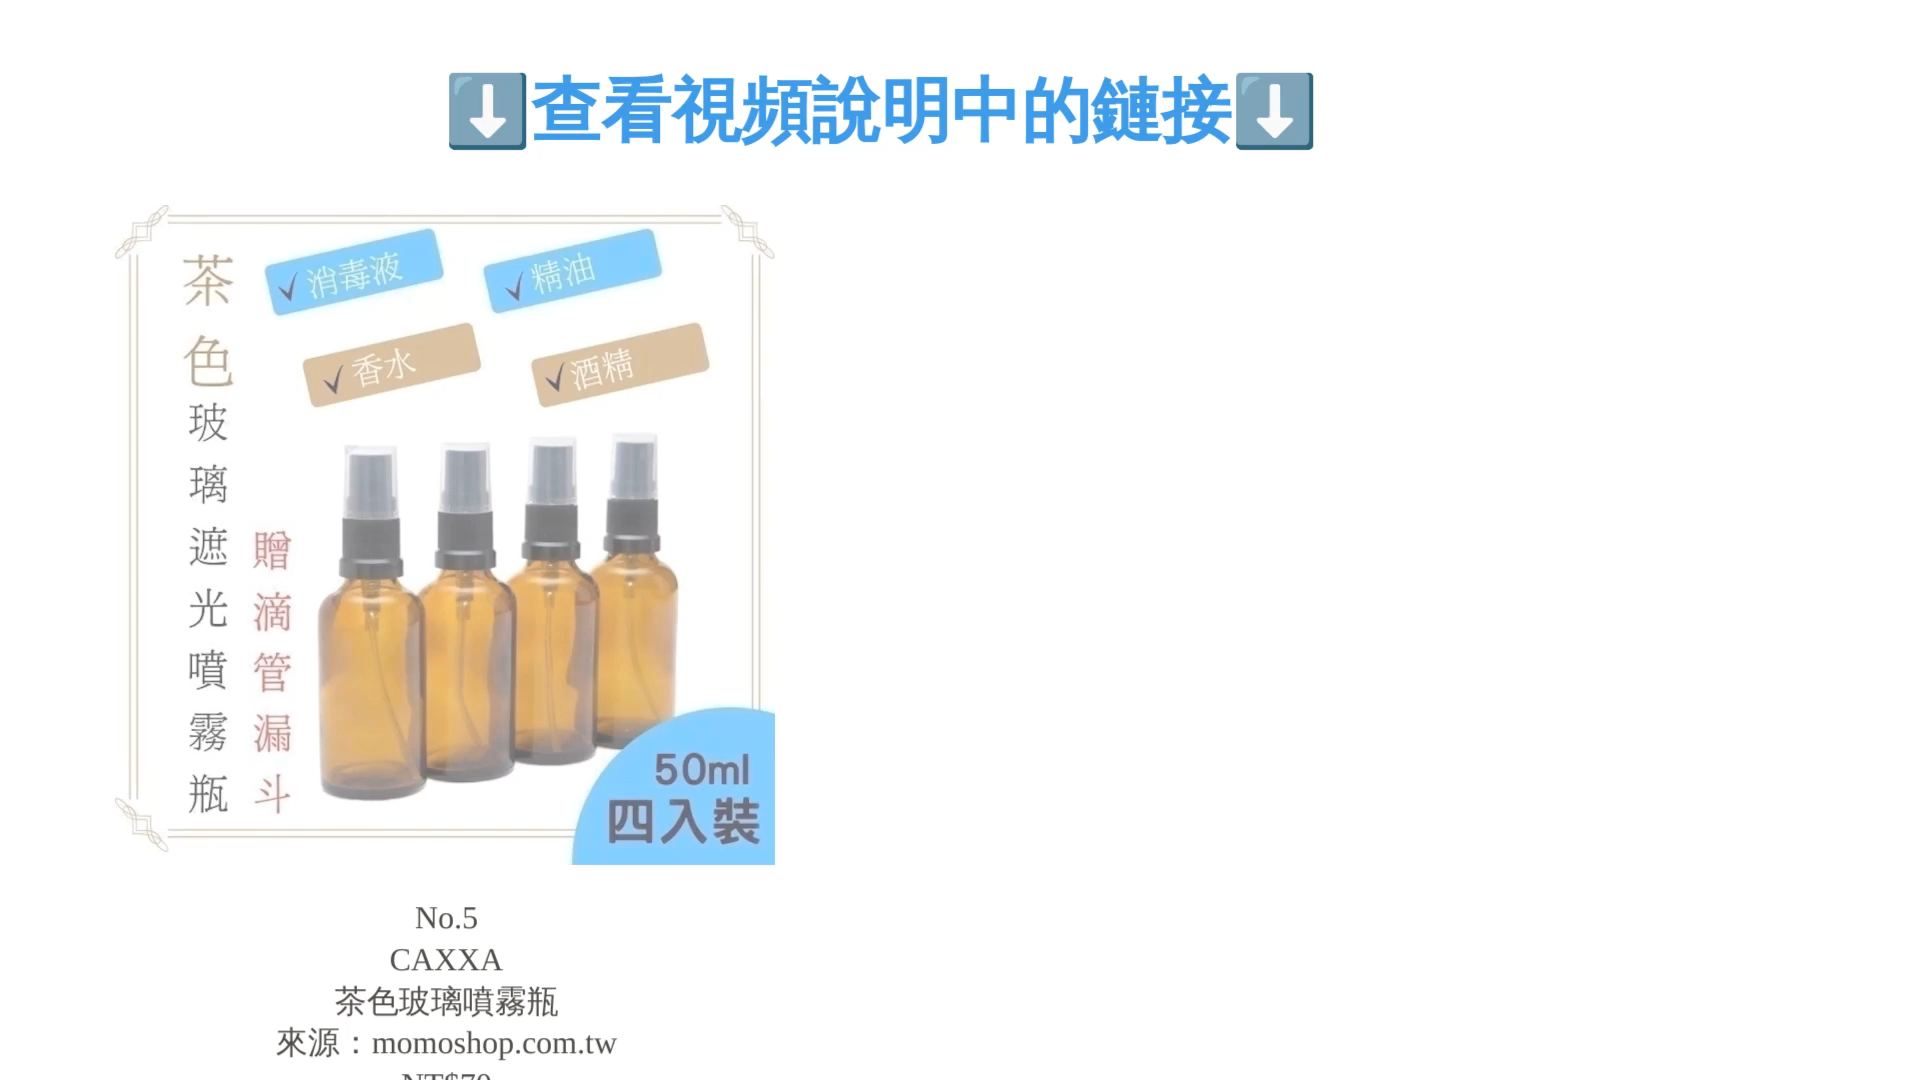 ⬇️查看視頻說明中的鏈接⬇️
茶色玻璃遮光噴霧瓶
贈滴管漏斗
✓消毒液
✓精油
✓香水
✓酒精
50ml
四入裝
No.5
CAXXA
茶色玻璃噴霧瓶
來源：momoshop.com.tw